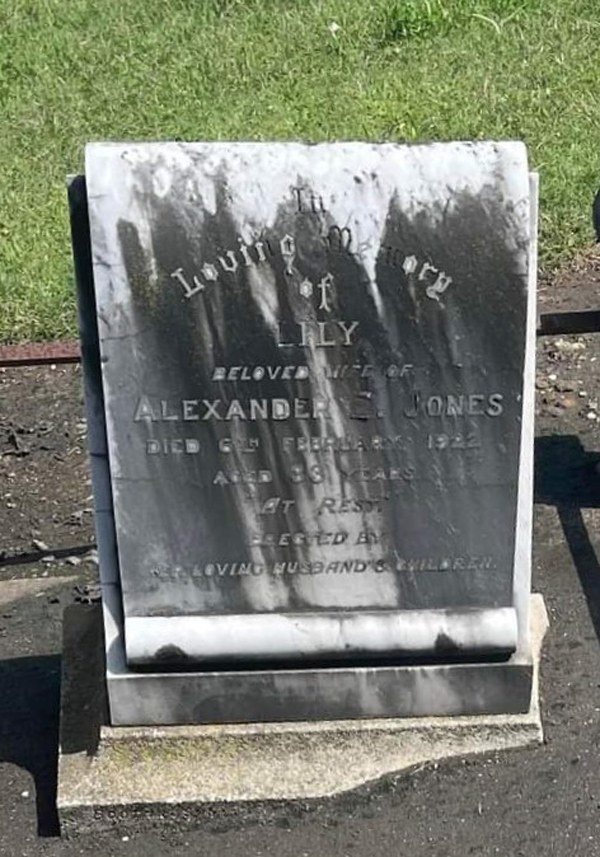 In
Loving Memory
of
LILY
BELOVED WIFE OF
ALEXANDER E. JONES
DIED 6TH FEBRUARY 1922
AGED YEARS
"AT REST."
ERECTED BY
HER LOVING HUSBAND & CHILDREN.